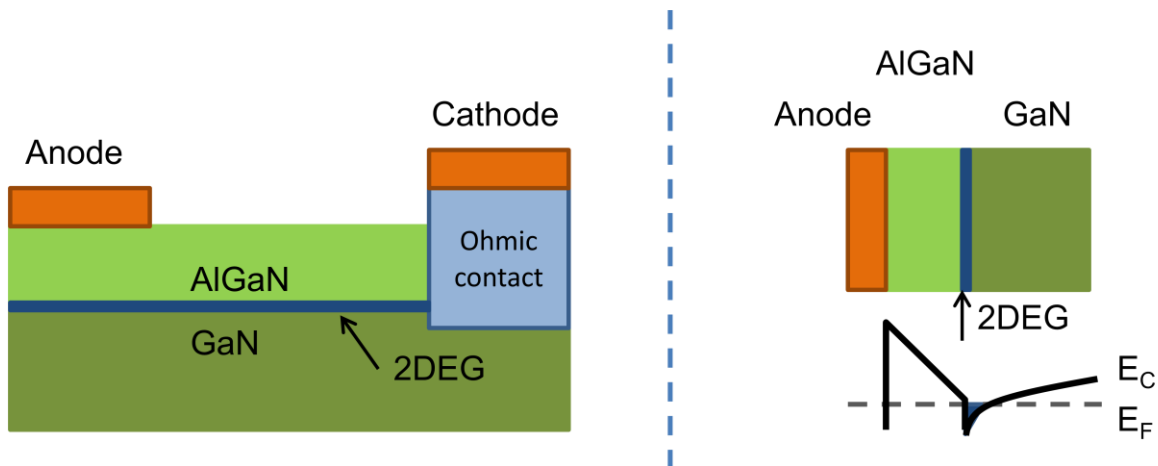 Anode
Cathode
Ohmic
contact
AlGaN
GaN
2DEG
AlGaN
Anode
GaN
2DEG
E_C
E_F